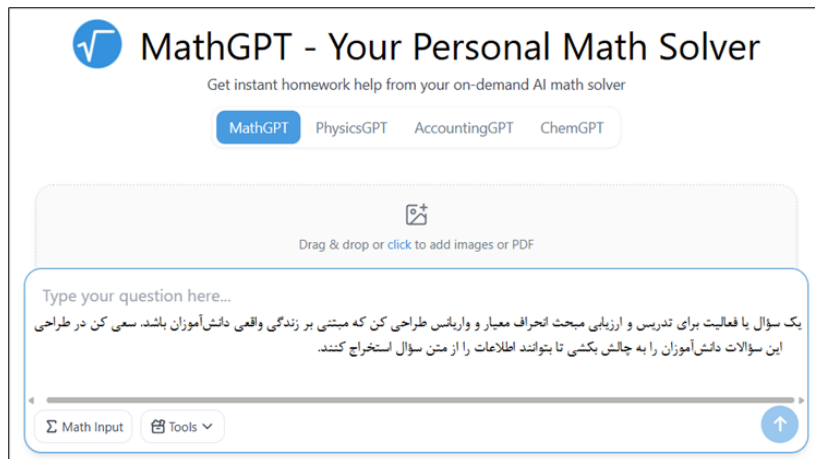 MathGPT - Your Personal Math Solver
Get instant homework help from your on-demand AI math solver
MathGPT PhysicsGPT AccountingGPT ChemGPT
Drag & drop or click to add images or PDF
Type your question here...
یک سؤال یا فعالیت برای تدریس و ارزیابی مبحث انحراف معیار و واریانس طراحی کن که مبتنی بر زندگی واقعی دانش‌آموزان باشد. سعی کن در طراحی
این سؤالات دانش‌آموزان را به چالش بکشی تا بتوانند اطلاعات را از متن سؤال استخراج کنند.
Σ Math Input Tools